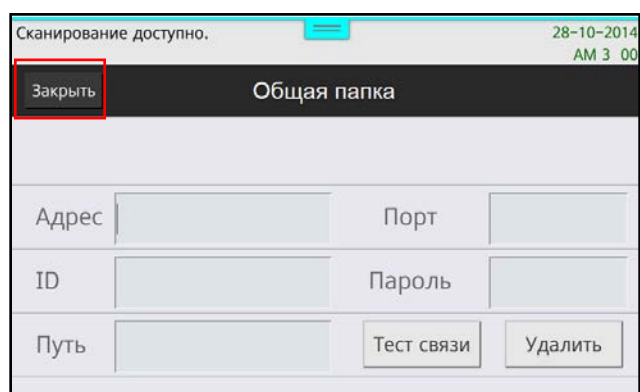 Сканирование доступно.
28-10-2014
AM 3 00
Закрыть
Общая папка
Адрес
Порт
ID
Пароль
Путь
Тест связи
Удалить